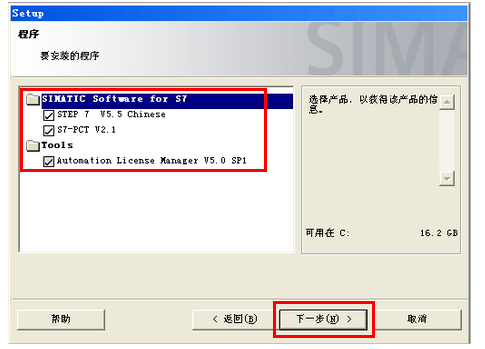 Setup
程序
要安装的程序
SIMA
SIMATIC Software for S7
STEP 7 V5.5 Chinese
S7-PCT V2.1
Tools
Automation License Manager V5.0 SP1
选择产品，以获得该产品的信
息。
可用在 C: 16.2 GB
帮助 < 返回(B) 下一步(N) > 取消